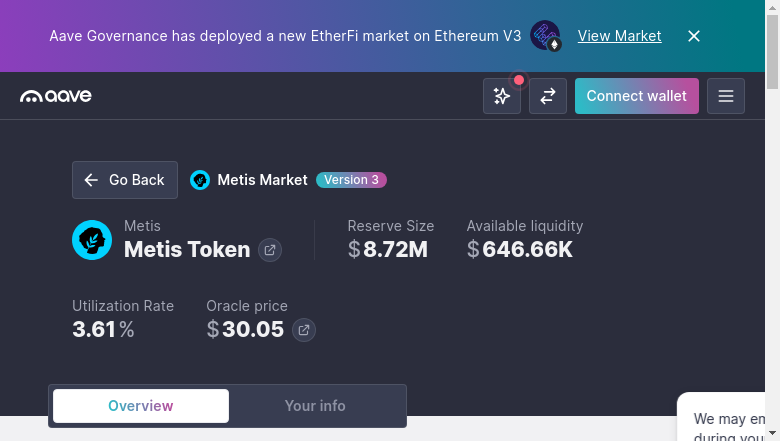 Aave Governance has deployed a new EtherFi market on Ethereum V3 View Market
aave
Connect wallet
Go Back
Metis Market
Version 3
Metis
Metis Token
Reserve Size
$8.72M
Available liquidity
$646.66K
Utilization Rate
3.61%
Oracle price
$30.05
Overview
Your info
We may em
during you